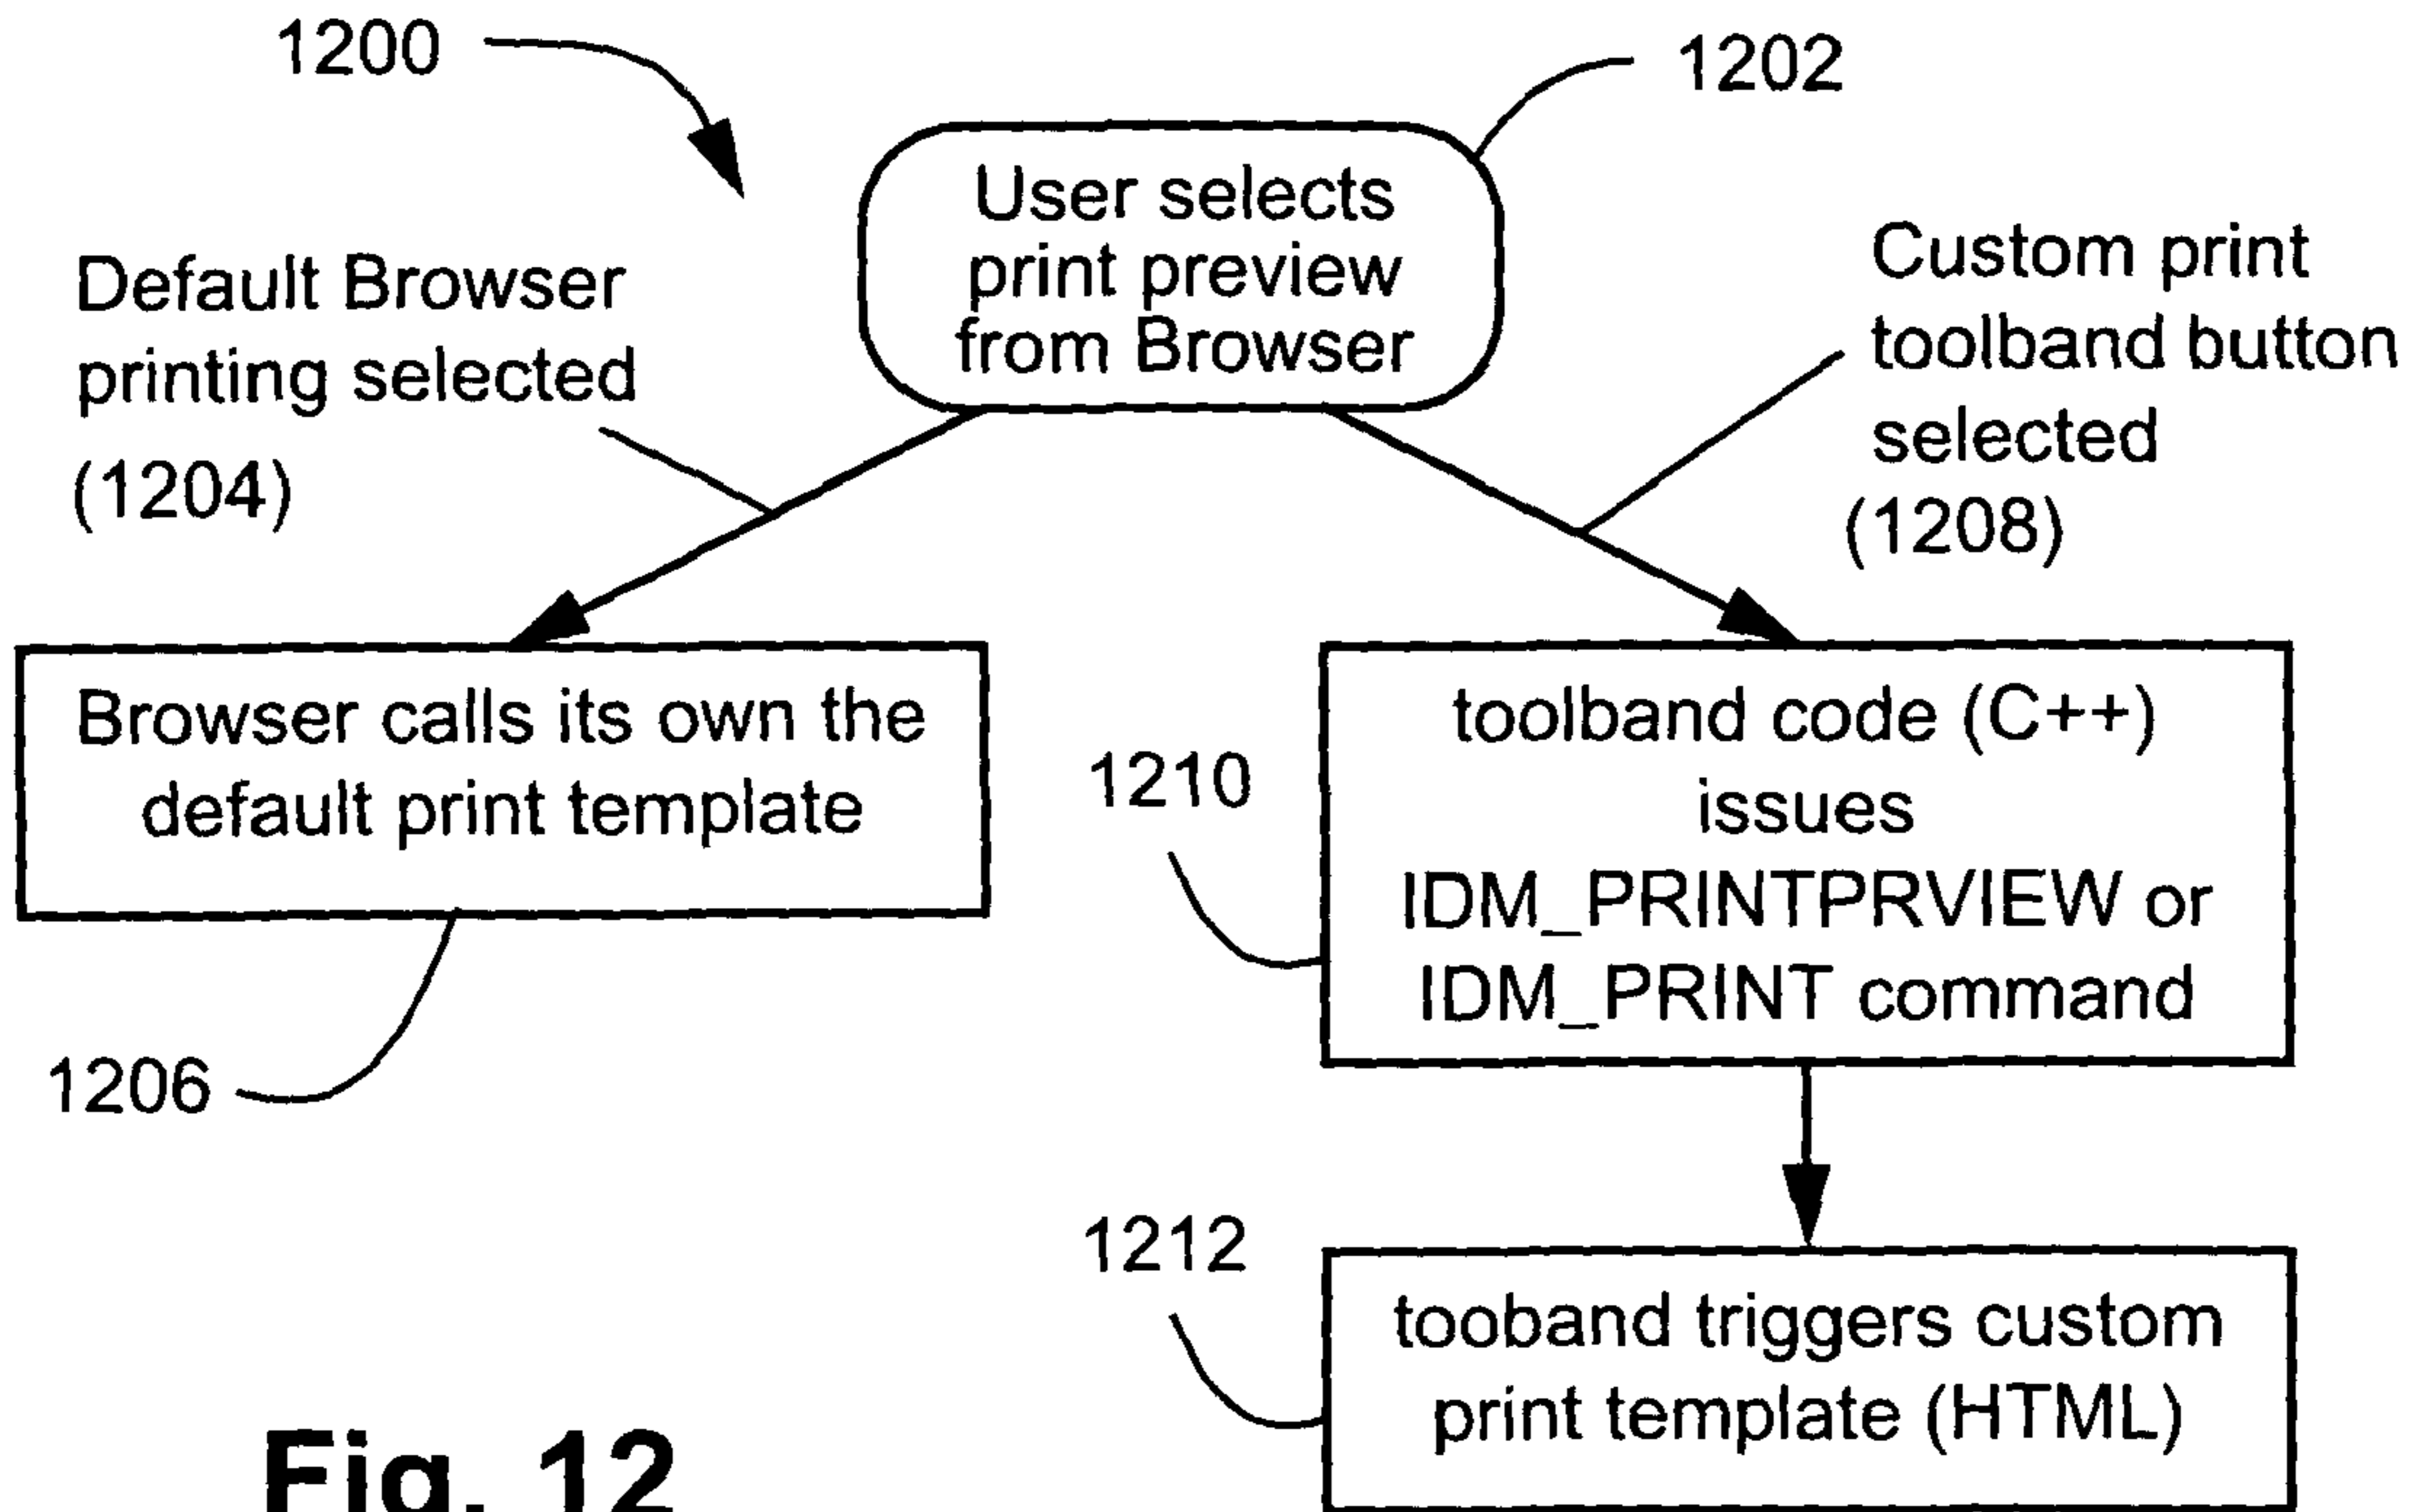 1200
1202
User selects
print preview
from Browser
Default Browser
printing selected
(1204)
Custom print
toolband button
selected
(1208)
Browser calls its own the
default print template
1206
1210
toolband code (C++)
issues
IDM_PRINTPRVIEW or
IDM_PRINT command
1212
tooband triggers custom
print template (HTML)
Fig. 12